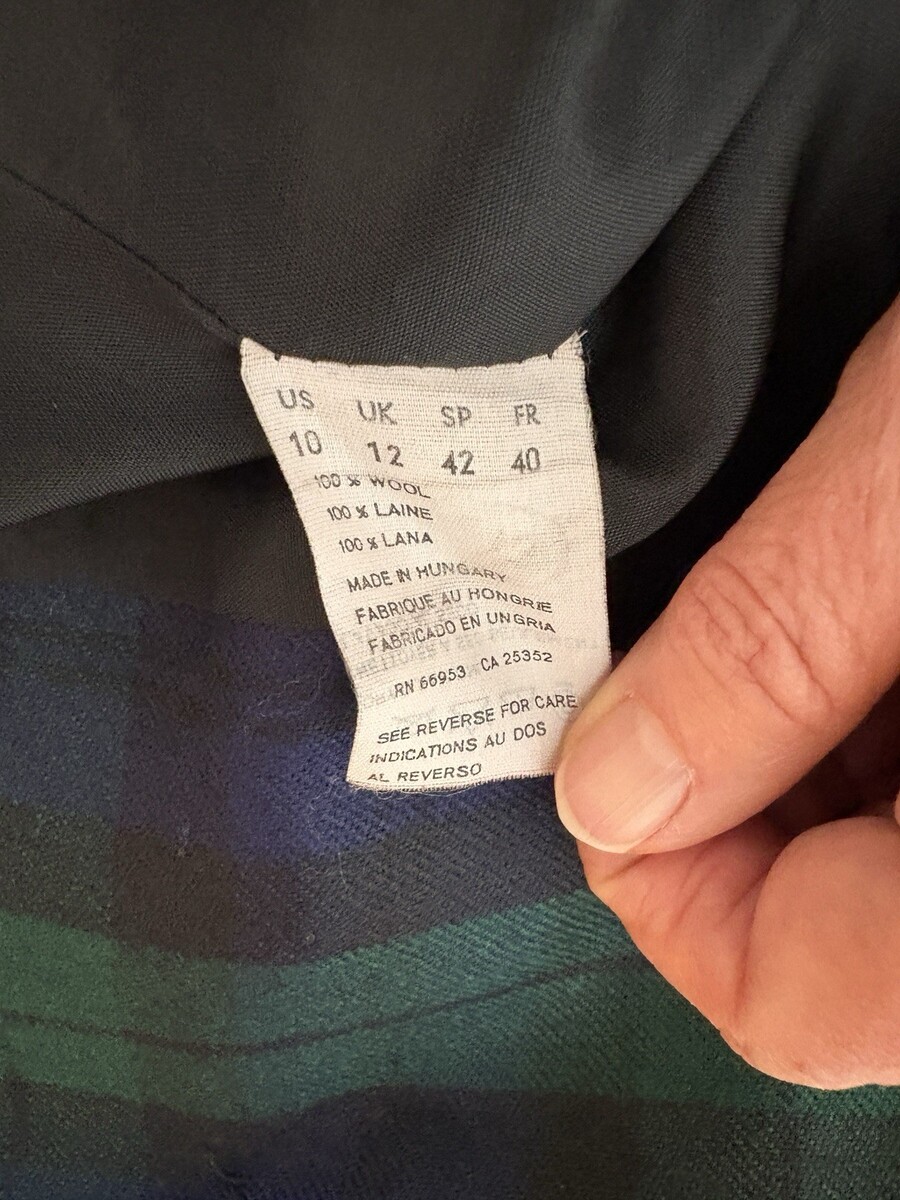 US UK SP FR
10 12 42 40
100 % WOOL
100 % LAINE
100 % LANA
MADE IN HUNGARY
FABRIQUE AU HONGRIE
FABRICADO EN UNGRIA
RN 66953 CA 25352
SEE REVERSE FOR CARE
INDICATIONS AU DOS
AL REVERSO